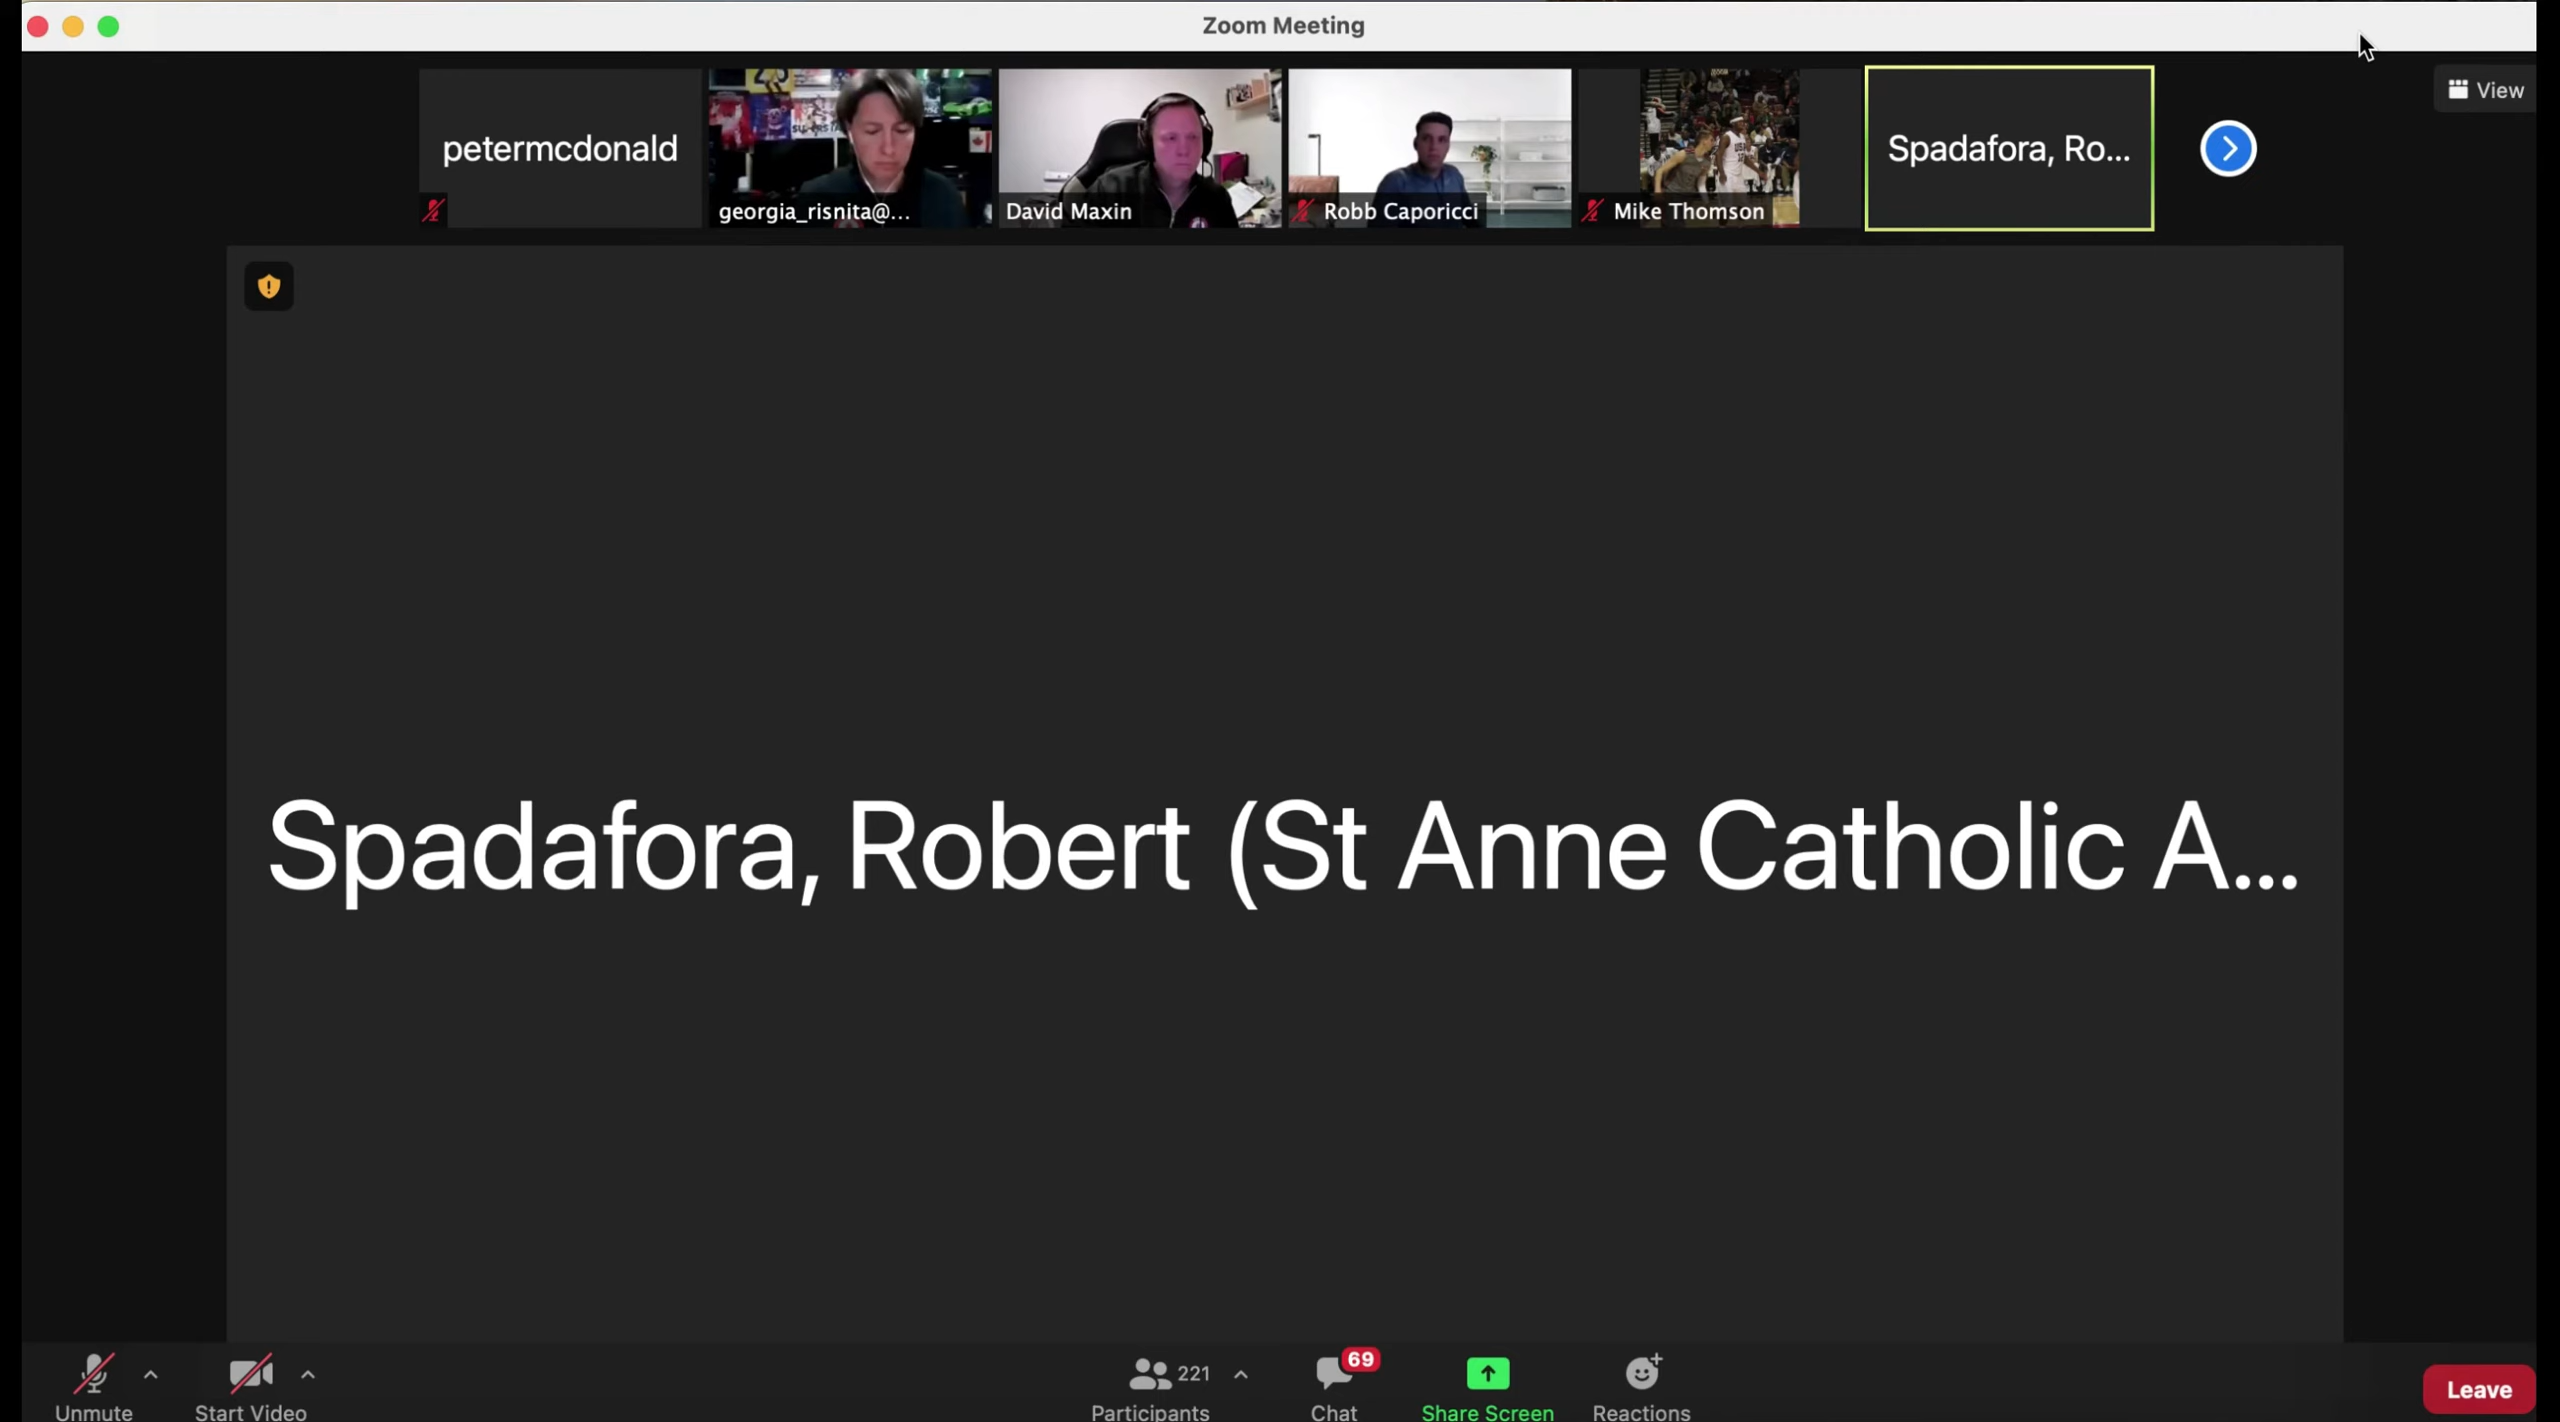 Zoom Meeting
View
petermcdonald
georgia_risnita@...
David Maxin
Robb Caporicci
Mike Thomson
Spadafora, Ro...
Spadafora, Robert (St Anne Catholic A...
221
69
Unmute
Start Video
Participants
Chat
Share Screen
Reactions
Leave